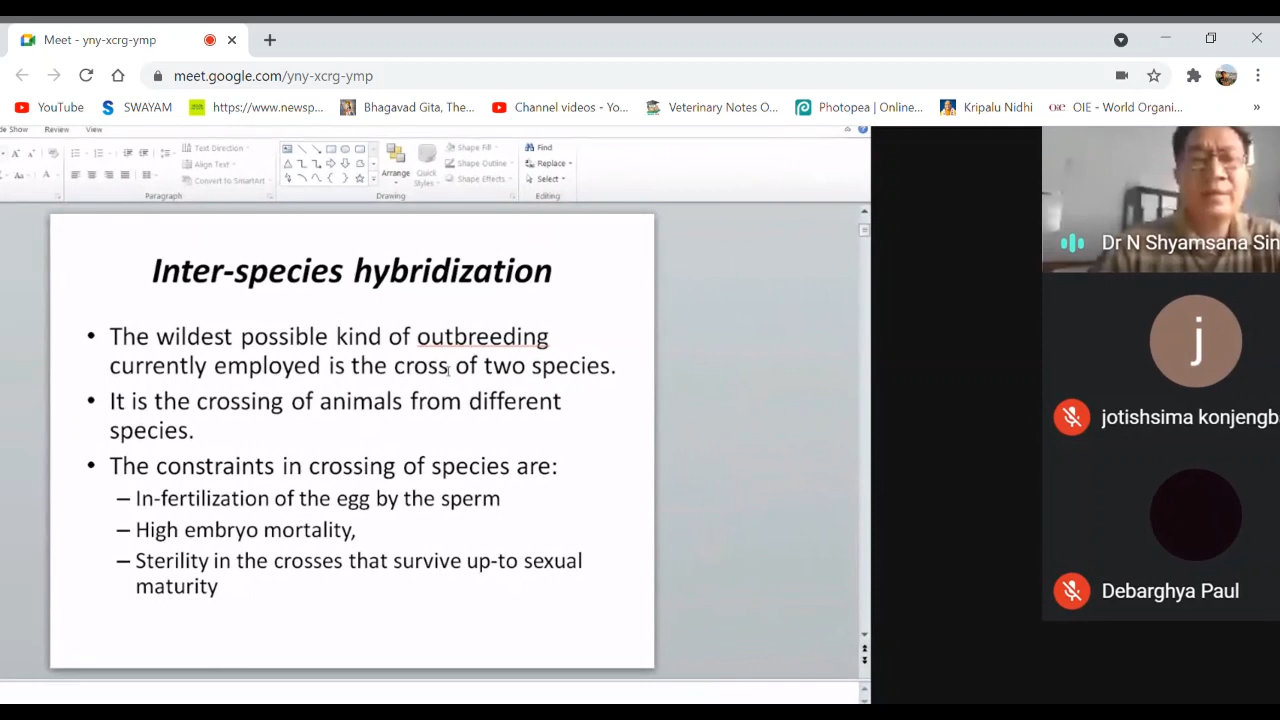 Meet - yny-xcrg-ymp
meet.google.com/yny-xcrg-ymp
YouTube
SWAYAM
https://www.newsp...
Bhagavad Gita, The...
Channel videos - Yo...
Veterinary Notes O...
Photopea | Online...
Kripalu Nidhi
OIE - World Organi...
»
de Show Review View
Text Direction
Align Text
Convert to SmartArt
Paragraph
Arrange
Quick
Styles
Shape Fill
Shape Outline
Shape Effects
Drawing
Find
Replace
Select
Editing
Inter-species hybridization
• The wildest possible kind of outbreeding
currently employed is the cross of two species.
• It is the crossing of animals from different
species.
• The constraints in crossing of species are:
– In-fertilization of the egg by the sperm
– High embryo mortality,
– Sterility in the crosses that survive up-to sexual
maturity
Dr N Shyamsana Sin
j
jotishsima konjengb
Debarghya Paul